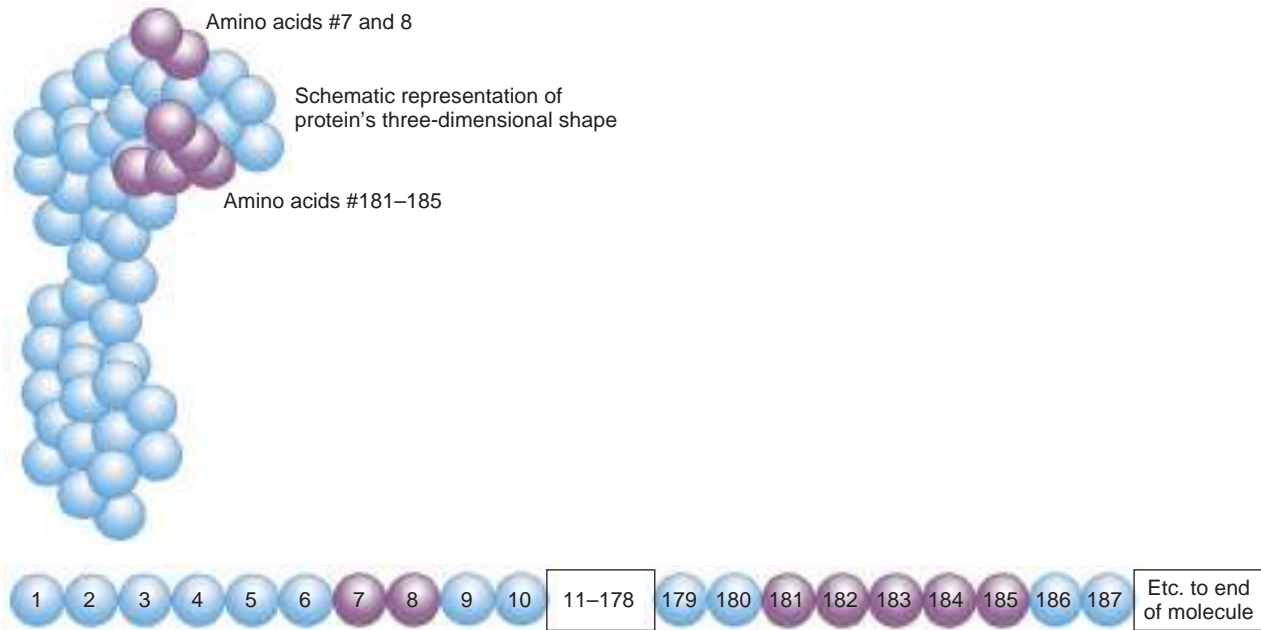 Amino acids #7 and 8
Schematic representation of
protein's three-dimensional shape
Amino acids #181–185
1 2 3 4 5 6 7 8 9 10 11–178 179 180 181 182 183 184 185 186 187 Etc. to end
of molecule